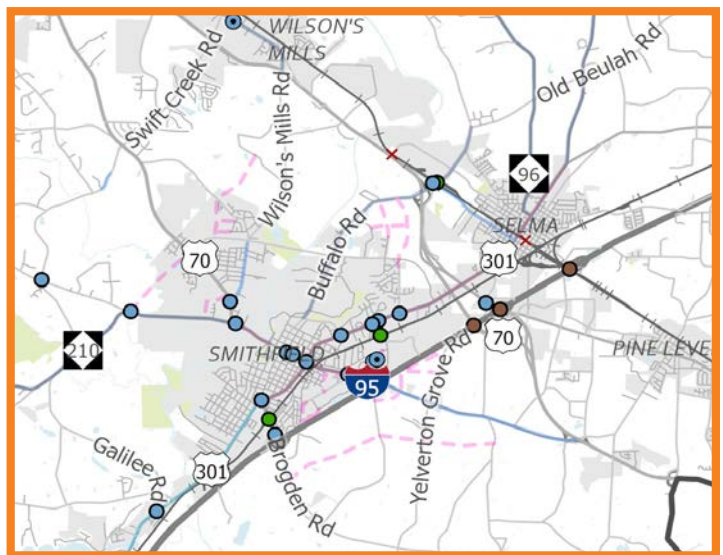 WILSON'S
MILLS
Swift Creek Rd
Wilson's Mills Rd
Old Beulah Rd
96
SELMA
Buffalo Rd
70
301
210
SMITHFIELD
95
70
PINE LEVE
Yelverton Grove Rd
Galilee Rd
301
Brogden Rd